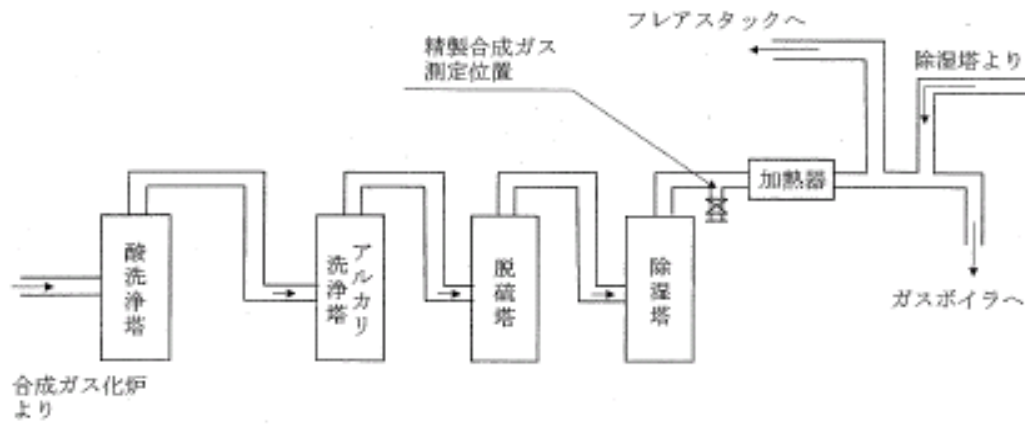 フレアスタックへ
精製合成ガス
測定位置
除湿塔より
加熱器
酸洗浄塔
アルカリ
洗浄塔
脱硫塔
除湿塔
ガスボイラへ
合成ガス化炉
より